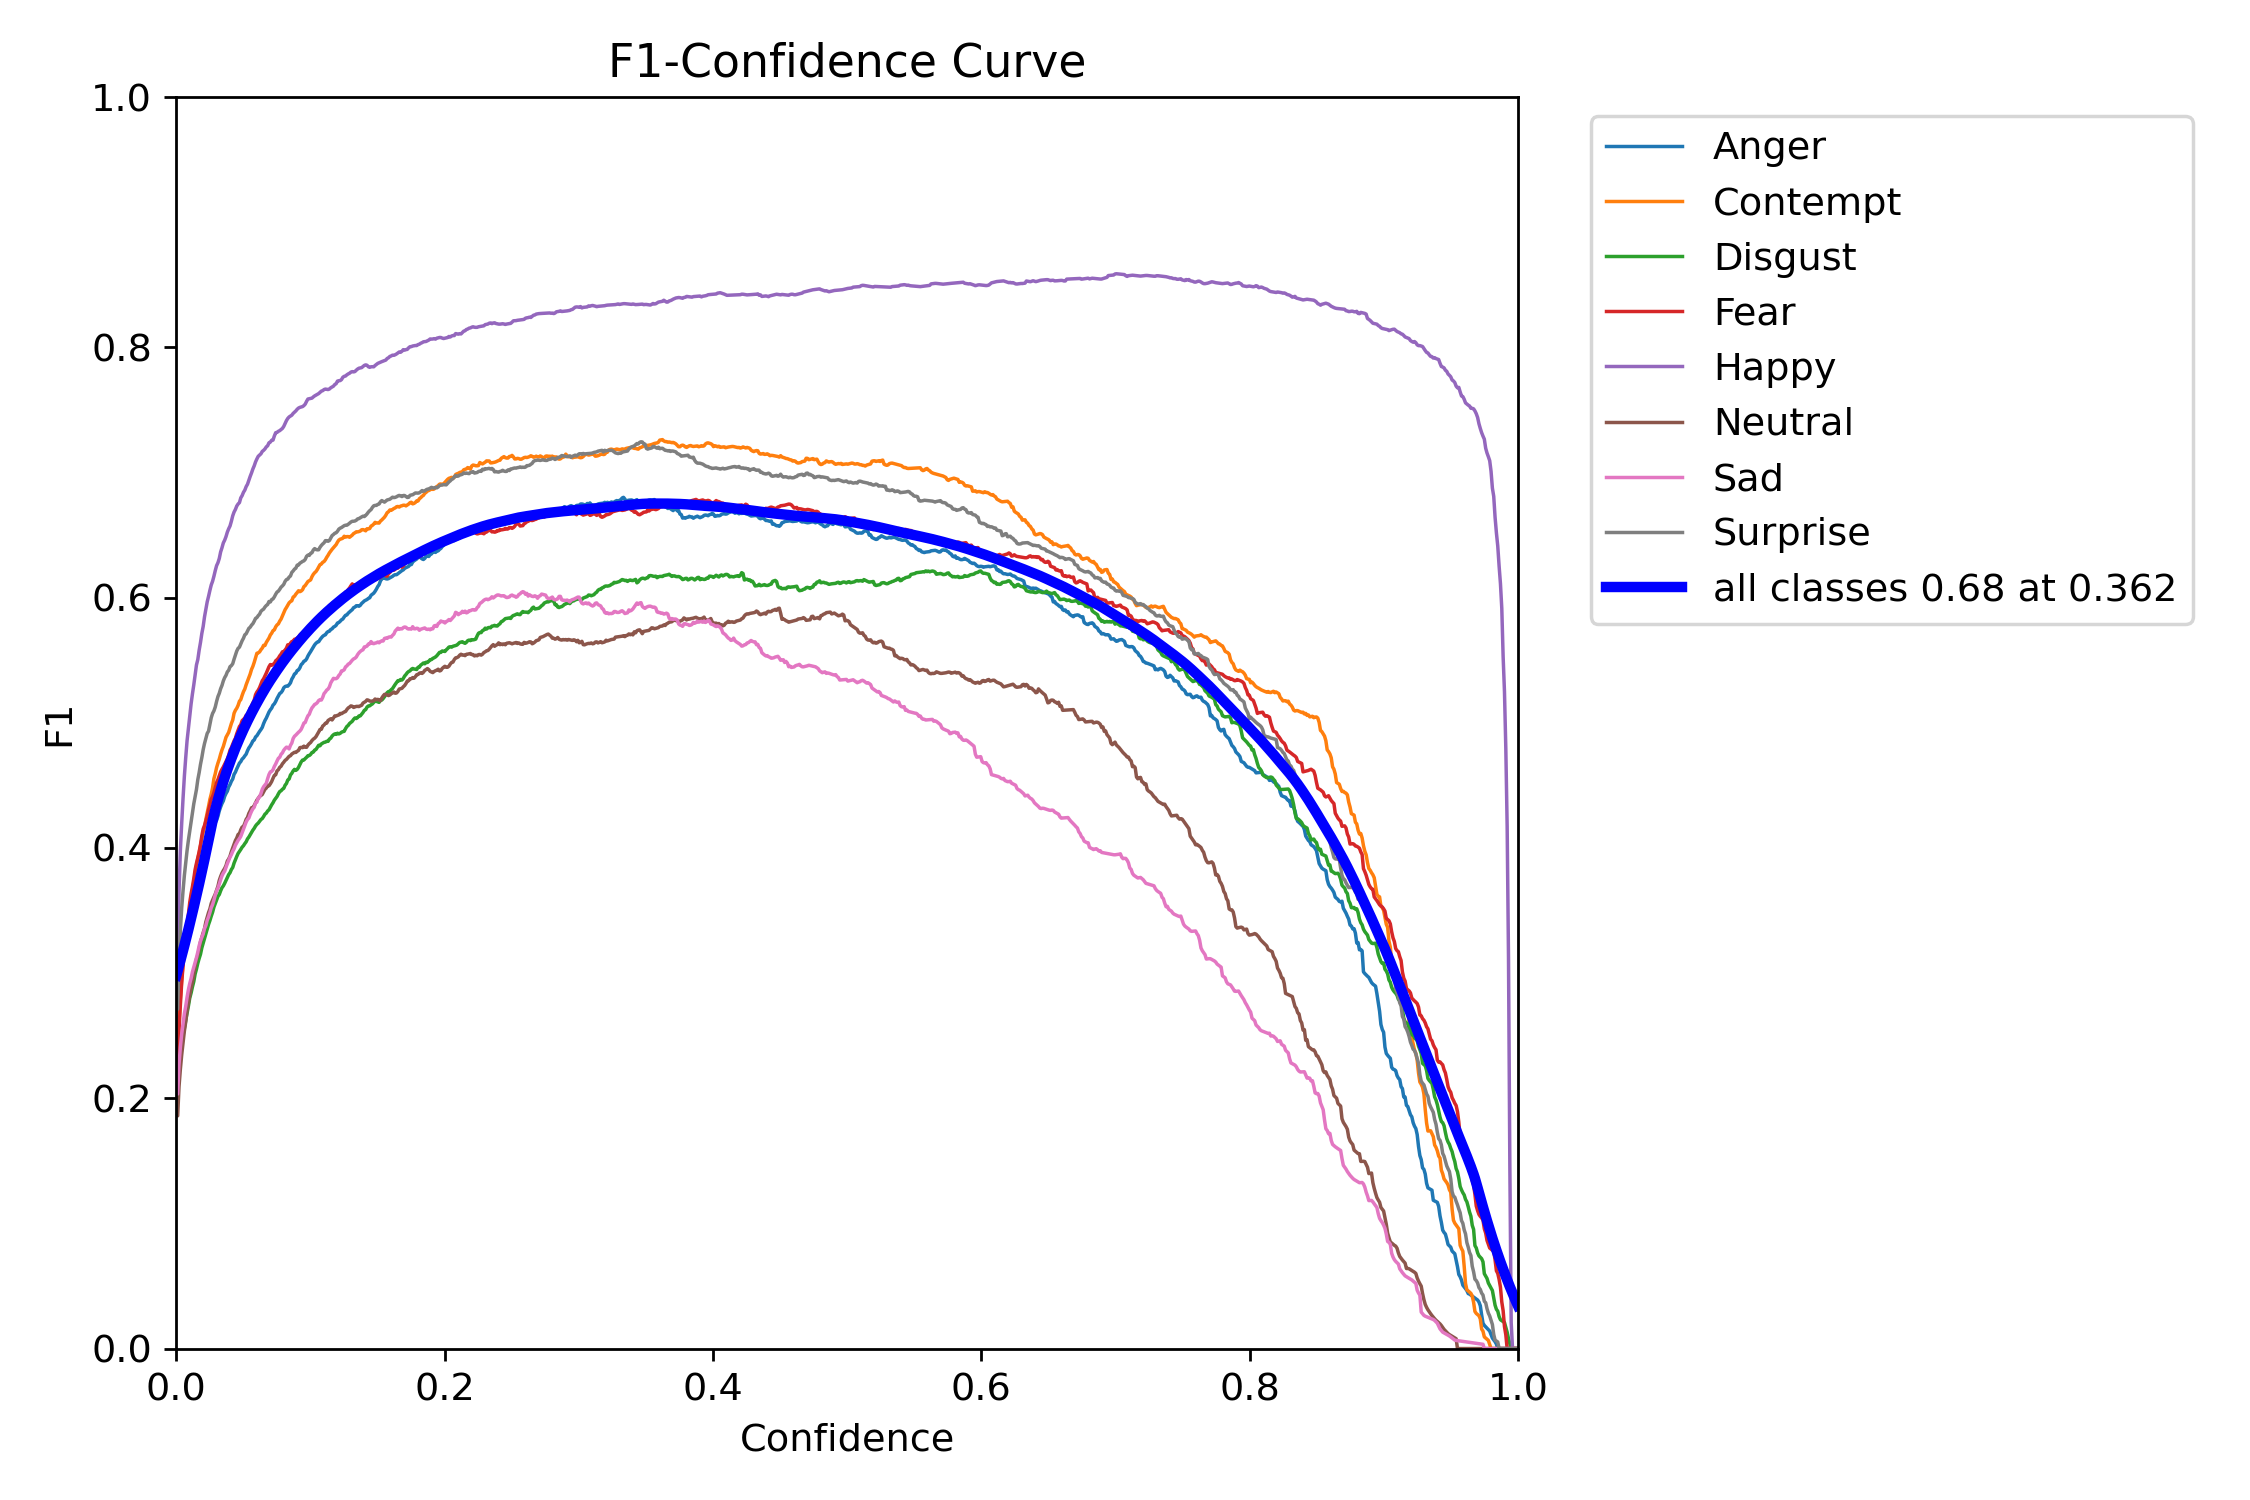 F1-Confidence Curve
1.0
0.8
0.6
0.4
0.2
0.0
F1
0.0 0.2 0.4 0.6 0.8 1.0
Confidence
Anger
Contempt
Disgust
Fear
Happy
Neutral
Sad
Surprise
all classes 0.68 at 0.362